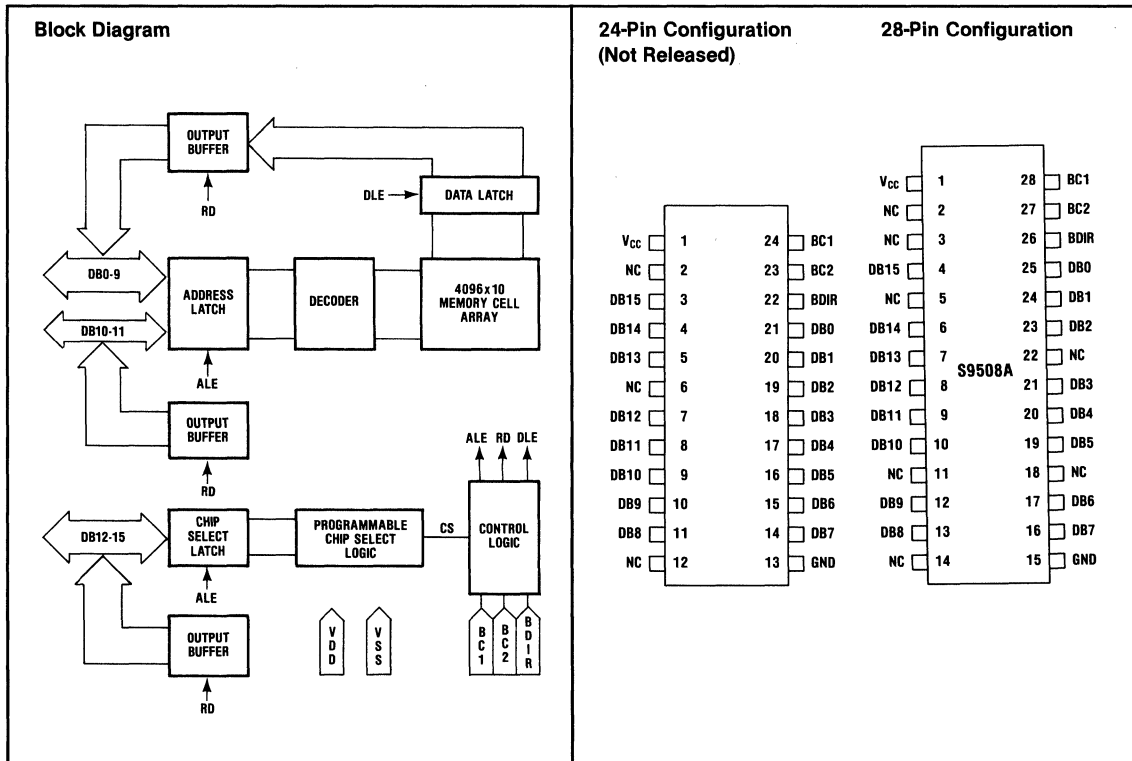 Block Diagram
OUTPUT
BUFFER
RD
DLE
DATA LATCH
DB0-9
DB10-11
ADDRESS
LATCH
DECODER
4096x10
MEMORY CELL
ARRAY
ALE
OUTPUT
BUFFER
RD
ALE RD DLE
DB12-15
CHIP
SELECT
LATCH
PROGRAMMABLE
CHIP SELECT
LOGIC
CS
CONTROL
LOGIC
ALE
OUTPUT
BUFFER
RD
VDD
VSS
BC1
BC2
BDIR
24-Pin Configuration
(Not Released)
VCC 1 24 BC1
NC 2 23 BC2
DB15 3 22 BDIR
DB14 4 21 DB0
DB13 5 20 DB1
NC 6 19 DB2
DB12 7 18 DB3
DB11 8 17 DB4
DB10 9 16 DB5
DB9 10 15 DB6
DB8 11 14 DB7
NC 12 13 GND
28-Pin Configuration
VCC 1 28 BC1
NC 2 27 BC2
NC 3 26 BDIR
DB15 4 25 DB0
NC 5 24 DB1
DB14 6 23 DB2
DB13 7 22 NC
S9508A
DB12 8 21 DB3
DB11 9 20 DB4
DB10 10 19 DB5
NC 11 18 NC
DB9 12 17 DB6
DB8 13 16 DB7
NC 14 15 GND